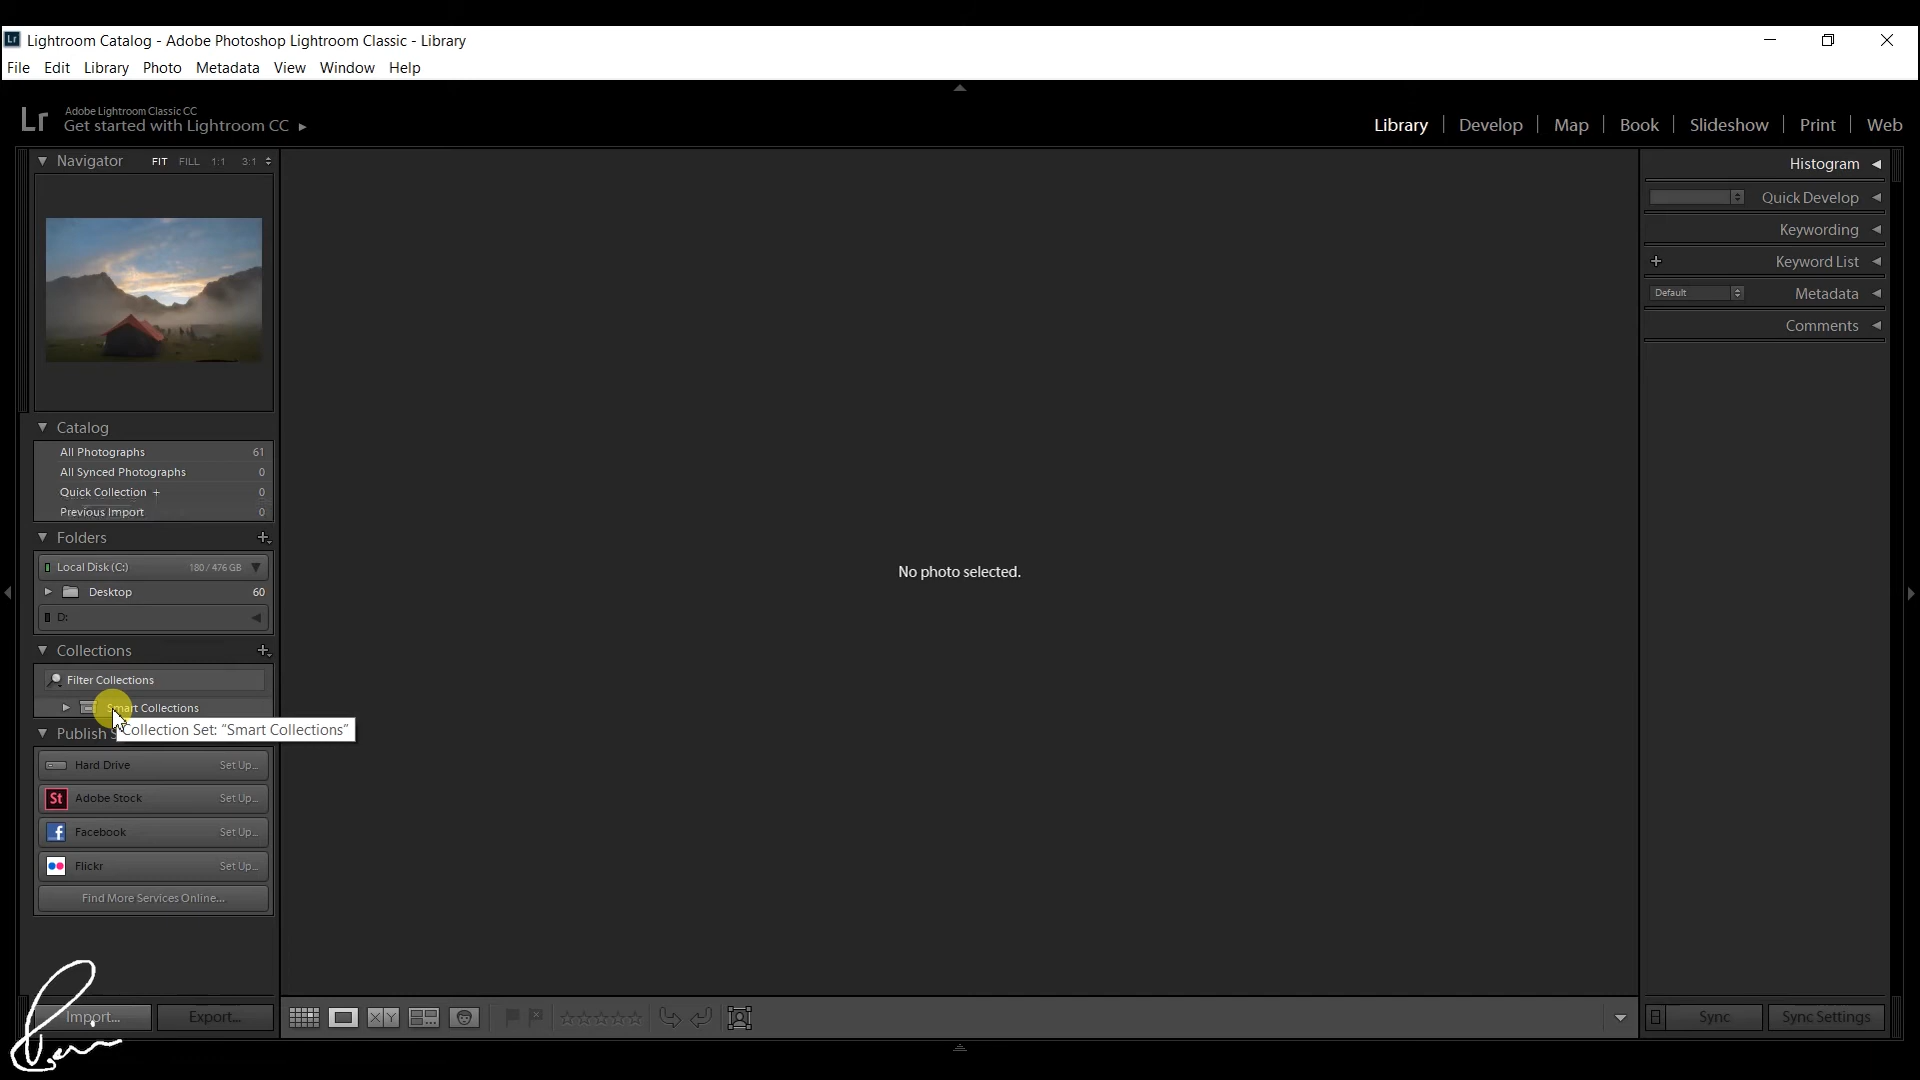 Lr Lightroom Catalog - Adobe Photoshop Lightroom Classic - Library
File Edit Library Photo Metadata View Window Help
Lr Adobe Lightroom Classic CC
Get started with Lightroom CC
Library Develop Map Book Slideshow Print Web
Navigator FIT FILL 1:1 3:1
Histogram
Quick Develop
Keywording
Keyword List
Default Metadata
Comments
Catalog
All Photographs 61
All Synced Photographs 0
Quick Collection + 0
Previous Import 0
Folders
Local Disk (C:) 180 / 476 GB
Desktop 60
D:
Collections
Filter Collections
Smart Collections
Collection Set: "Smart Collections"
Publish
Hard Drive Set Up...
St Adobe Stock Set Up...
f Facebook Set Up...
Flickr Set Up...
Find More Services Online...
No photo selected.
Import... Export...
XY
Sync Sync Settings